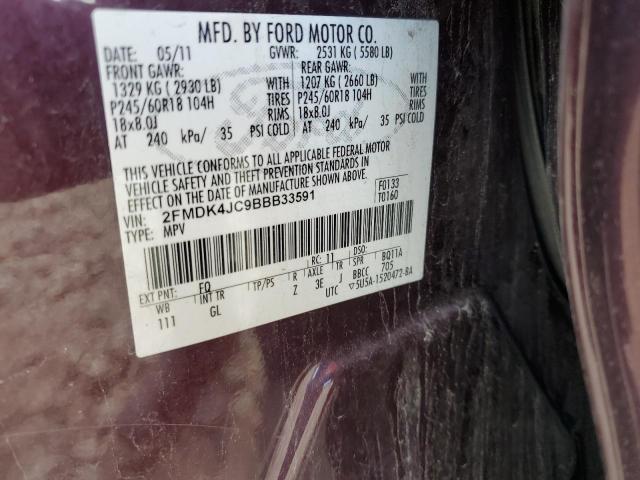 MFD. BY FORD MOTOR CO.
DATE: 05/11 GVWR: 2531 KG ( 5580 LB)
FRONT GAWR: REAR GAWR:
1329 KG ( 2930 LB) WITH 1207 KG ( 2660 LB) WITH
P245/60R18 104H TIRES P245/60R18 104H TIRES
18x8.0J RIMS 18x8.0J RIMS
AT 240 kPa/ 35 PSI COLD AT 240 kPa/ 35 PSI COLD
THIS VEHICLE CONFORMS TO ALL APPLICABLE FEDERAL MOTOR
VEHICLE SAFETY AND THEFT PREVENTION STANDARDS IN
EFFECT ON THE DATE OF MANUFACTURE SHOWN ABOVE.
VIN: 2FMDK4JC9BBB33591 F0133
TYPE: MPV T0160
RC: 11 DSO:
EXT PNT: FQ BQ11A
WB INT TR TP/PS R AXLE TR SPR
111 GL Z 3E J BBCC 705
UTC ▽5U5A-1520472-BA